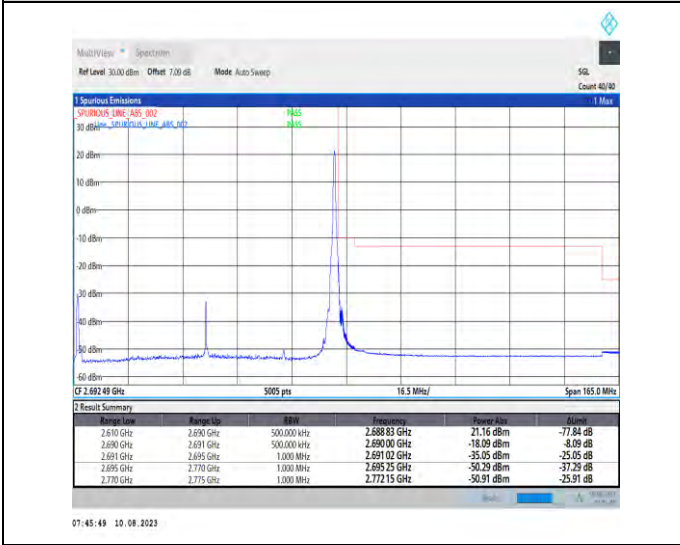 MultiView Spectrum
Ref Level 30.00 dBm Offset 7.09 dB Mode Auto Sweep SGL
Count 40/40
1 Spurious Emissions 1 Max
_SPURIOUS_LINE_ABS_002 PASS
Line _SPURIOUS_LINE_ABS_002 PASS
30 dBm
20 dBm
10 dBm
0 dBm
-10 dBm
-20 dBm
-30 dBm
-40 dBm
-50 dBm
-60 dBm
CF 2.692 49 GHz 5005 pts 16.5 MHz/ Span 165.0 MHz
2 Result Summary
Range Low Range Up RBW Frequency Power Abs ΔLimit
2.610 GHz 2.690 GHz 500.000 kHz 2.688 83 GHz 21.16 dBm -77.84 dB
2.690 GHz 2.691 GHz 500.000 kHz 2.690 00 GHz -18.09 dBm -8.09 dB
2.691 GHz 2.695 GHz 1.000 MHz 2.691 02 GHz -35.05 dBm -25.05 dB
2.695 GHz 2.770 GHz 1.000 MHz 2.695 25 GHz -50.29 dBm -37.29 dB
2.770 GHz 2.775 GHz 1.000 MHz 2.772 15 GHz -50.91 dBm -25.91 dB
07:45:49 10.08.2023